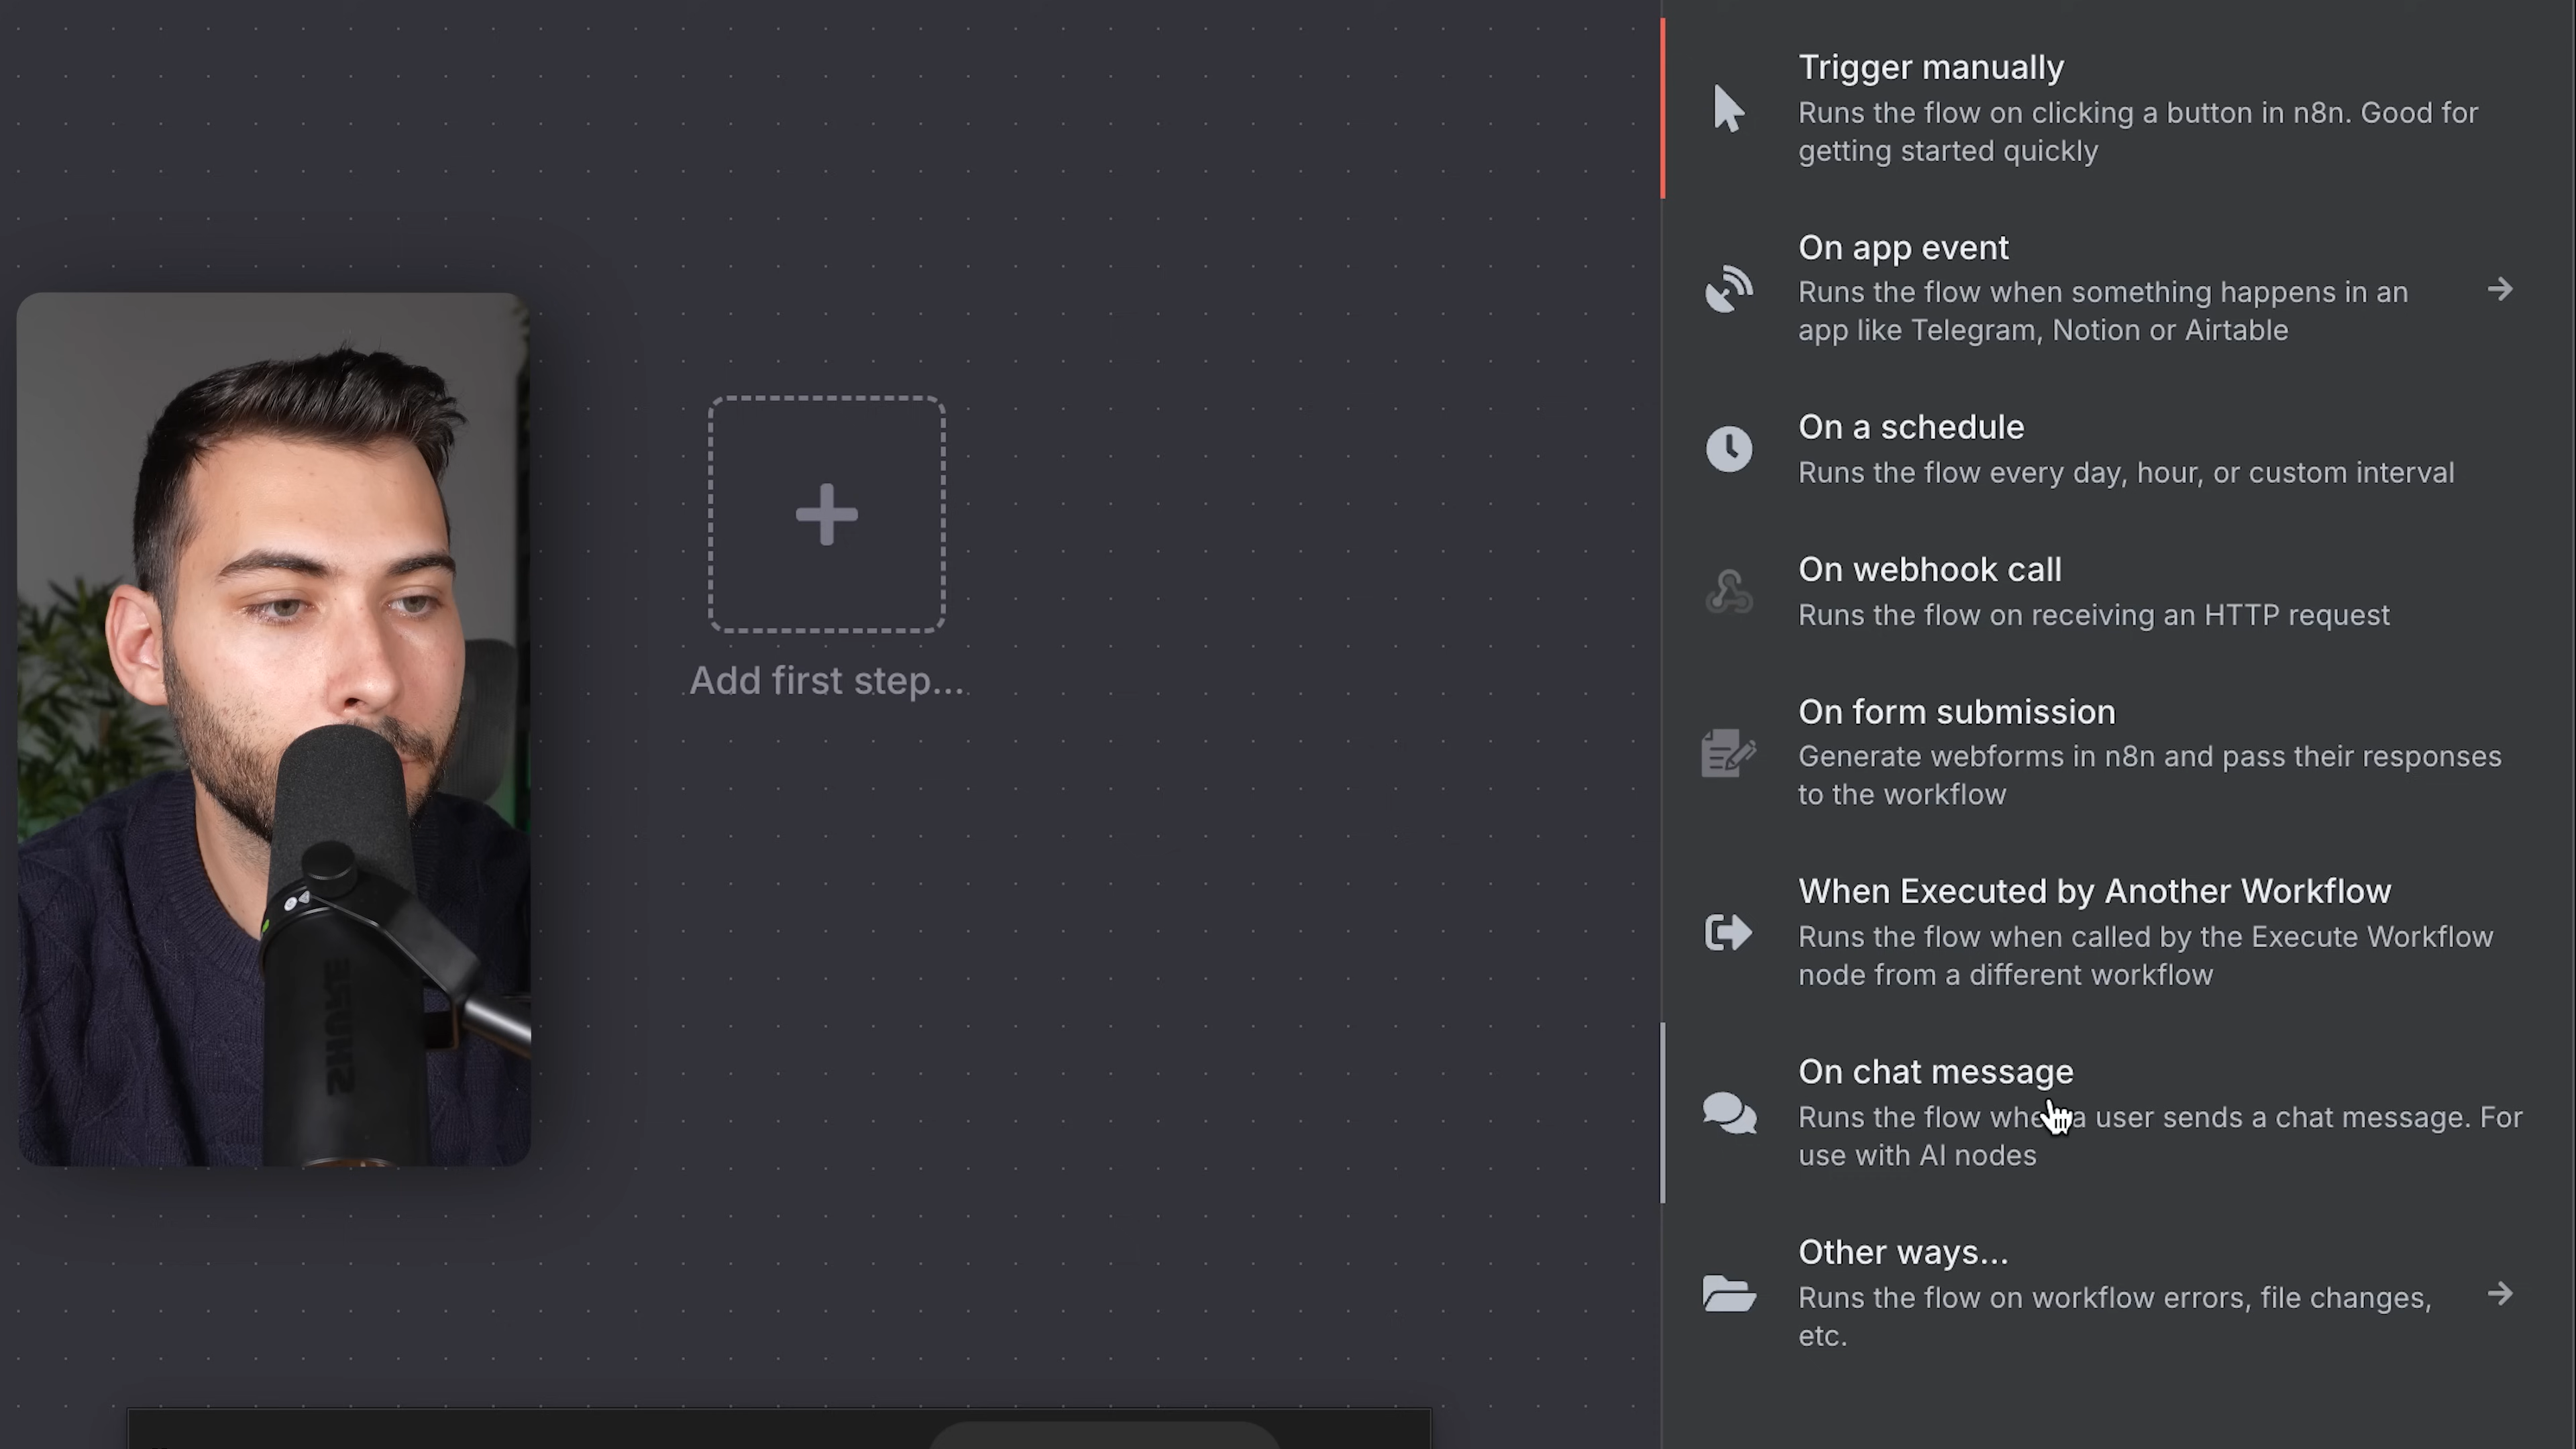 Trigger manually
Runs the flow on clicking a button in n8n. Good for
getting started quickly
On app event
Runs the flow when something happens in an
app like Telegram, Notion or Airtable
On a schedule
Runs the flow every day, hour, or custom interval
On webhook call
Runs the flow on receiving an HTTP request
On form submission
Generate webforms in n8n and pass their responses
to the workflow
When Executed by Another Workflow
Runs the flow when called by the Execute Workflow
node from a different workflow
On chat message
Runs the flow when a user sends a chat message. For
use with AI nodes
Other ways...
Runs the flow on workflow errors, file changes,
etc.
Add first step...
SHURE